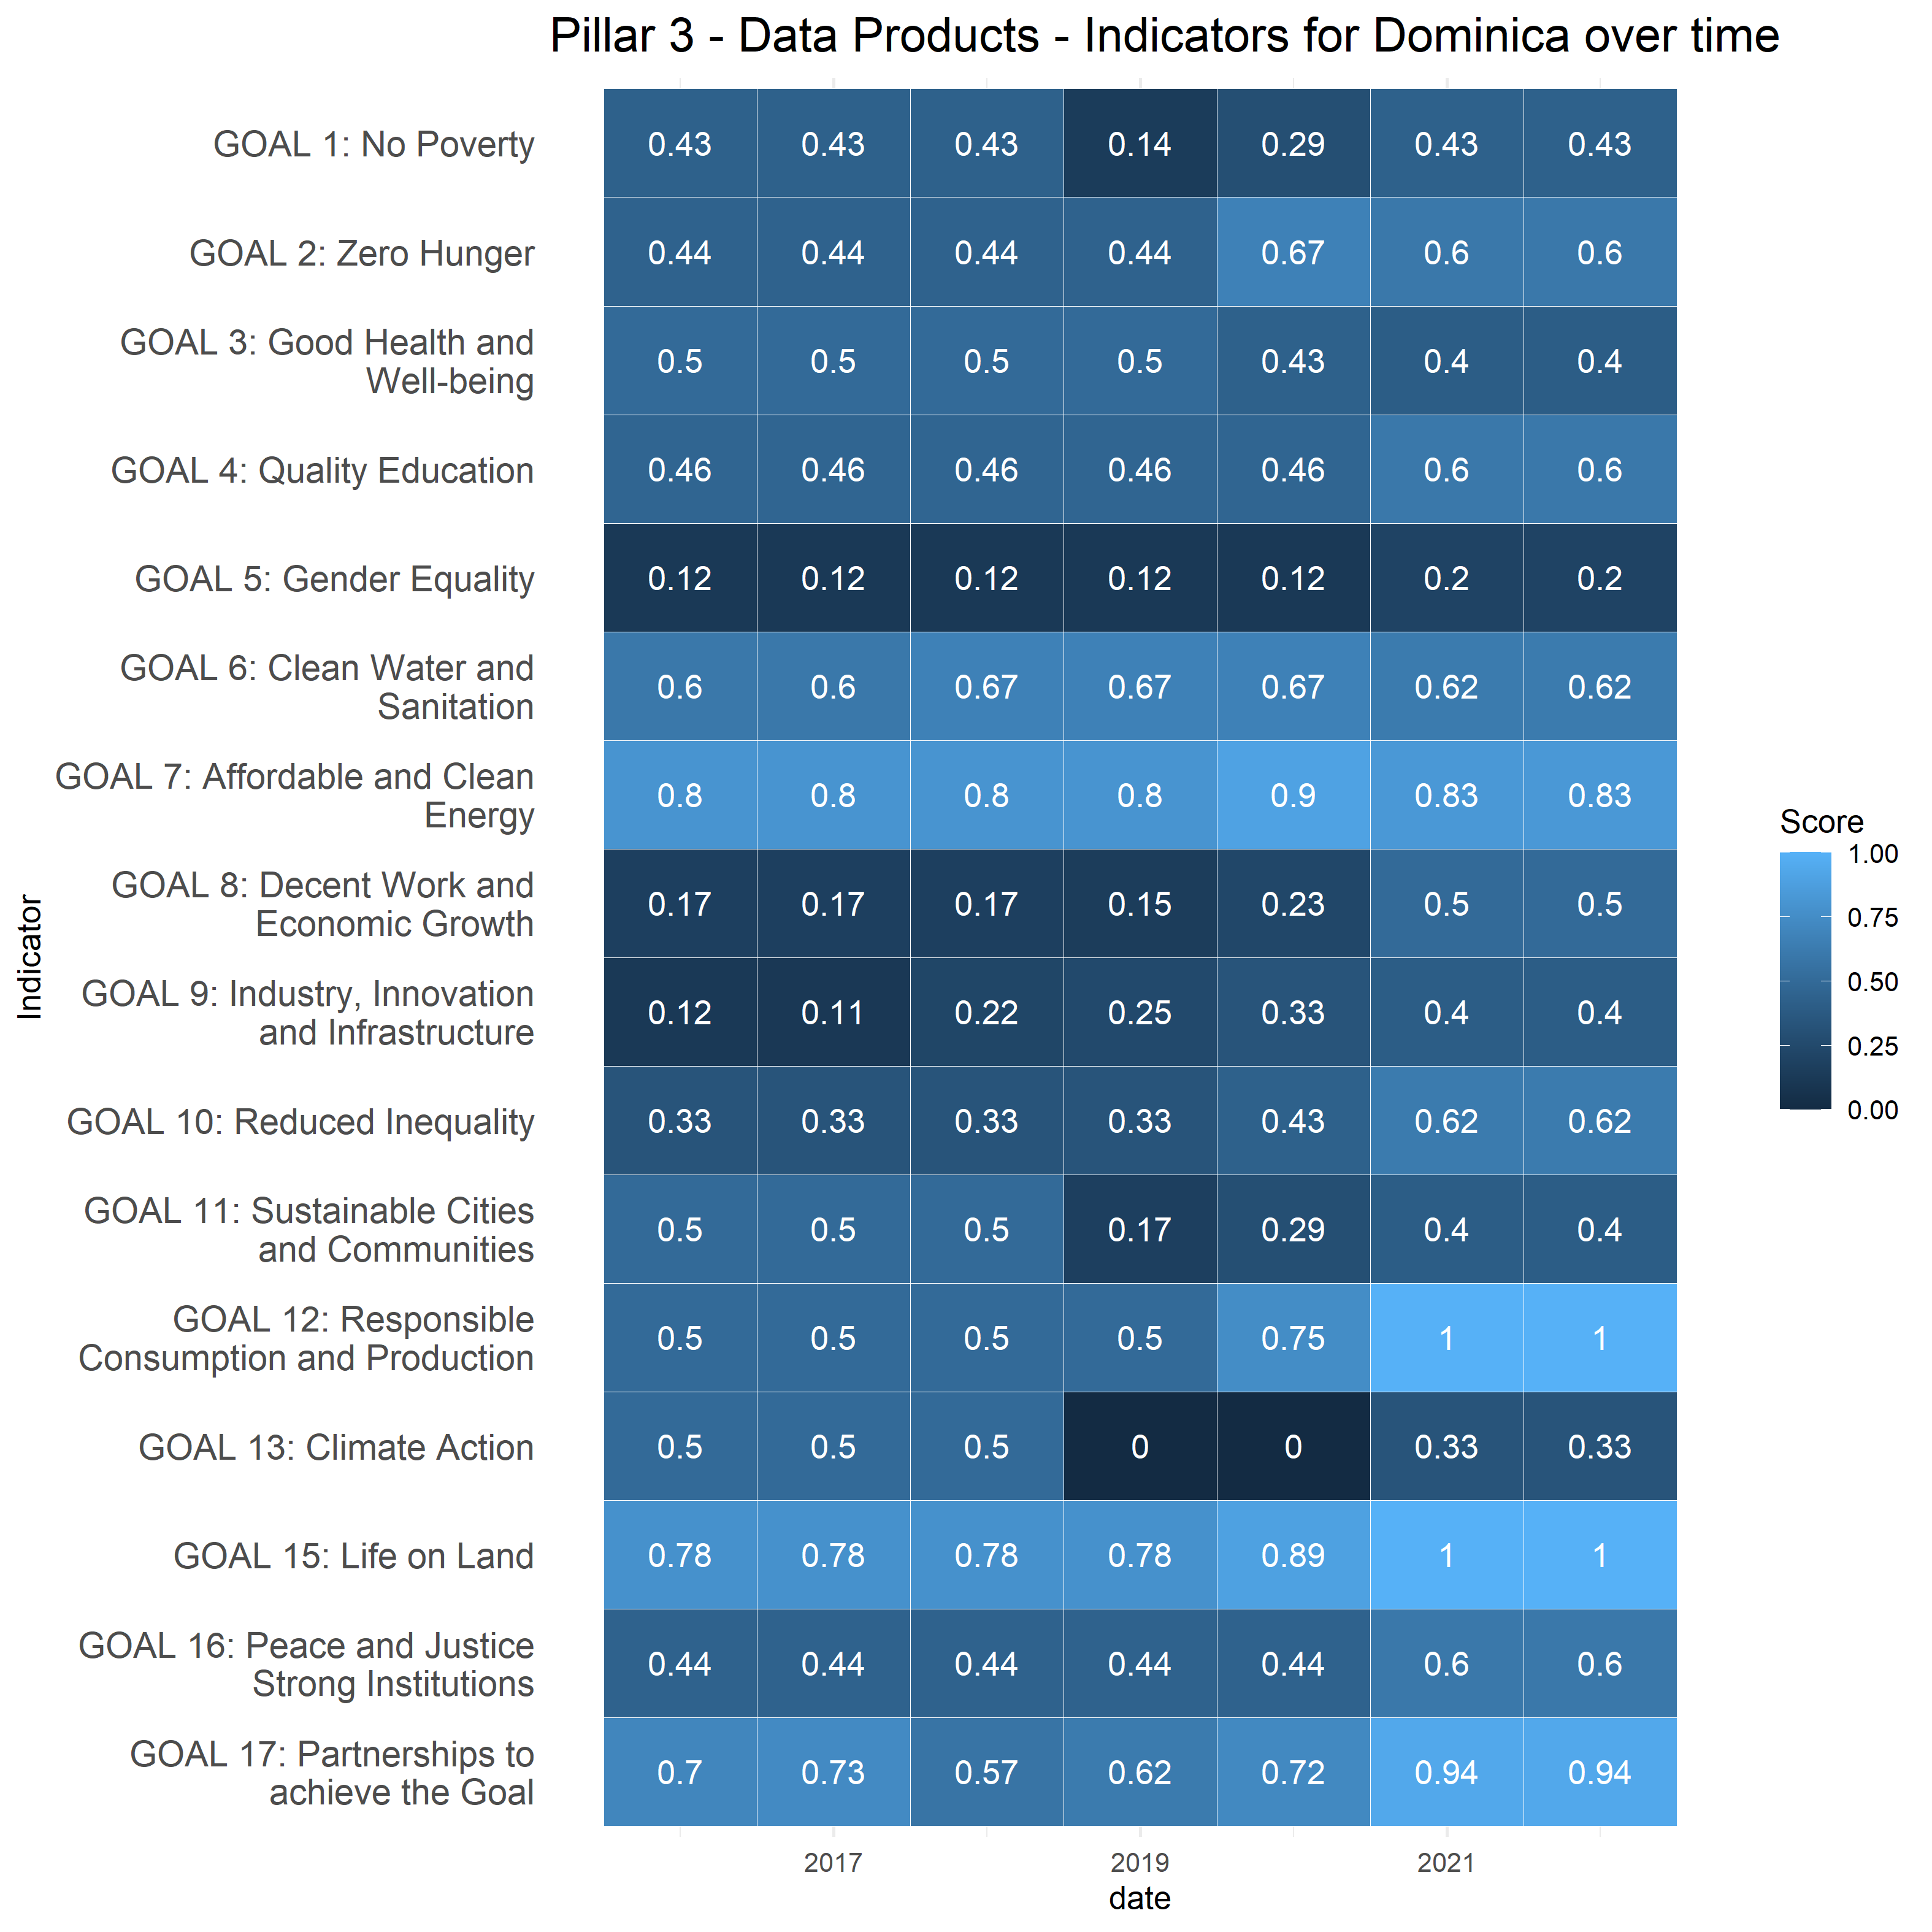 Pillar 3 - Data Products - Indicators for Dominica over time
GOAL 1: No Poverty
0.43 0.43 0.43 0.14 0.29 0.43 0.43
GOAL 2: Zero Hunger
0.44 0.44 0.44 0.44 0.67 0.6 0.6
GOAL 3: Good Health and
Well-being
0.5 0.5 0.5 0.5 0.43 0.4 0.4
GOAL 4: Quality Education
0.46 0.46 0.46 0.46 0.46 0.6 0.6
GOAL 5: Gender Equality
0.12 0.12 0.12 0.12 0.12 0.2 0.2
GOAL 6: Clean Water and
Sanitation
0.6 0.6 0.67 0.67 0.67 0.62 0.62
GOAL 7: Affordable and Clean
Energy
0.8 0.8 0.8 0.8 0.9 0.83 0.83
GOAL 8: Decent Work and
Economic Growth
0.17 0.17 0.17 0.15 0.23 0.5 0.5
GOAL 9: Industry, Innovation
and Infrastructure
0.12 0.11 0.22 0.25 0.33 0.4 0.4
GOAL 10: Reduced Inequality
0.33 0.33 0.33 0.33 0.43 0.62 0.62
GOAL 11: Sustainable Cities
and Communities
0.5 0.5 0.5 0.17 0.29 0.4 0.4
GOAL 12: Responsible
Consumption and Production
0.5 0.5 0.5 0.5 0.75 1 1
GOAL 13: Climate Action
0.5 0.5 0.5 0 0 0.33 0.33
GOAL 15: Life on Land
0.78 0.78 0.78 0.78 0.89 1 1
GOAL 16: Peace and Justice
Strong Institutions
0.44 0.44 0.44 0.44 0.44 0.6 0.6
GOAL 17: Partnerships to
achieve the Goal
0.7 0.73 0.57 0.62 0.72 0.94 0.94
2017 2019 2021
date
Indicator
Score
1.00
0.75
0.50
0.25
0.00